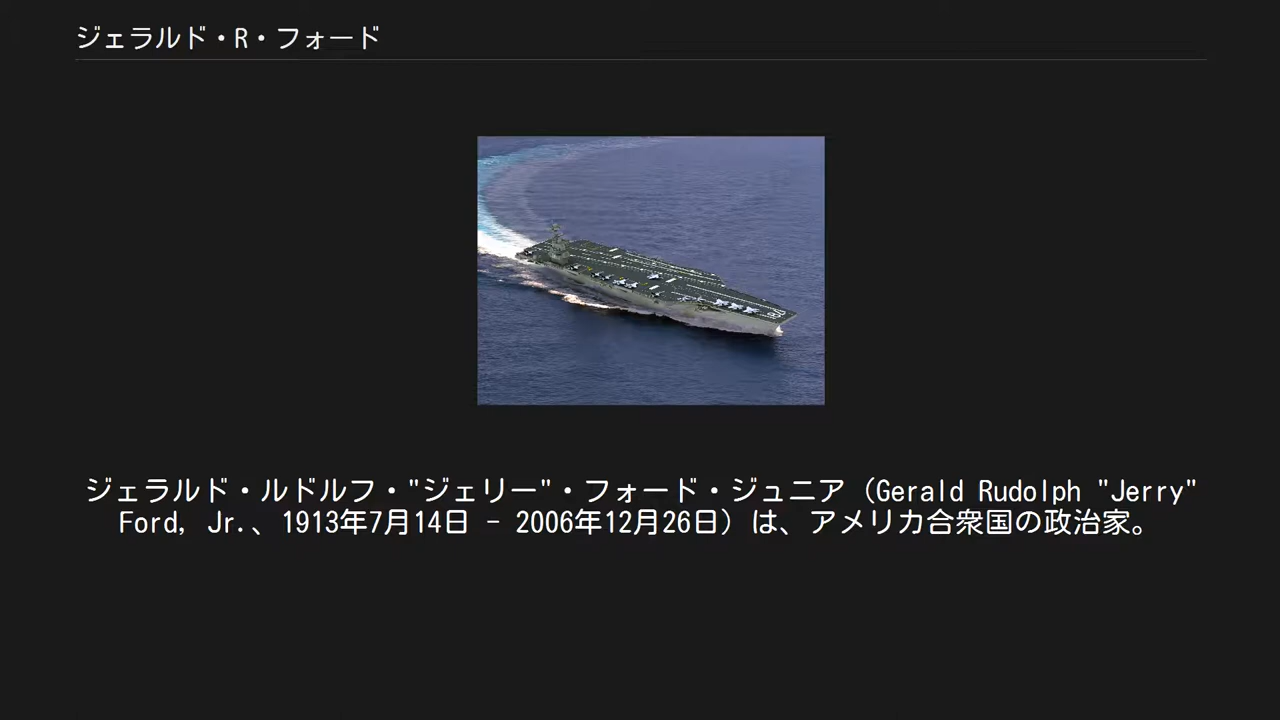 ジェラルド・R・フォード
ジェラルド・ルドルフ・"ジェリー"・フォード・ジュニア（Gerald Rudolph "Jerry"
Ford, Jr.、1913年7月14日 - 2006年12月26日）は、アメリカ合衆国の政治家。